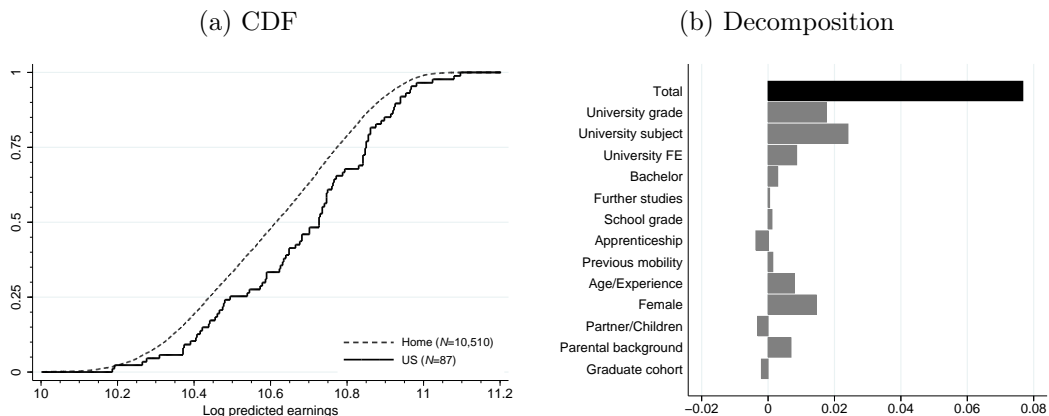 (a) CDF
1
0.75
0.5
0.25
0
Home (N=10,510)
US (N=87)
10 10.2 10.4 10.6 10.8 11 11.2
Log predicted earnings
(b) Decomposition
Total
University grade
University subject
University FE
Bachelor
Further studies
School grade
Apprenticeship
Previous mobility
Age/Experience
Female
Partner/Children
Parental background
Graduate cohort
−0.02 0 0.02 0.04 0.06 0.08